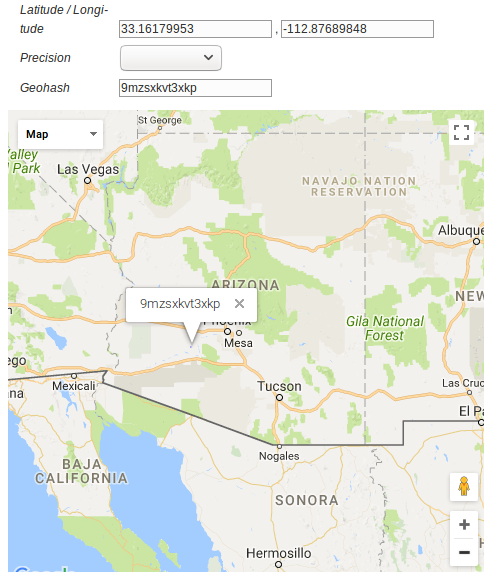 Latitude / Longi-
tude
33.16179953 , -112.87689848
Precision
Geohash 9mzsxkvt3xkp
Map
St George
Valley
Park
Las Vegas
NAVAJO NATION
RESERVATION
Albuque
ARIZONA
NEW
9mzsxkvt3xkp
Phoenix
Mesa
Gila National
Forest
ego
Mexicali
ana
Tucson
Las Cruc
El Pa
Nogales
BAJA
CALIFORNIA
SONORA
Hermosillo
Google